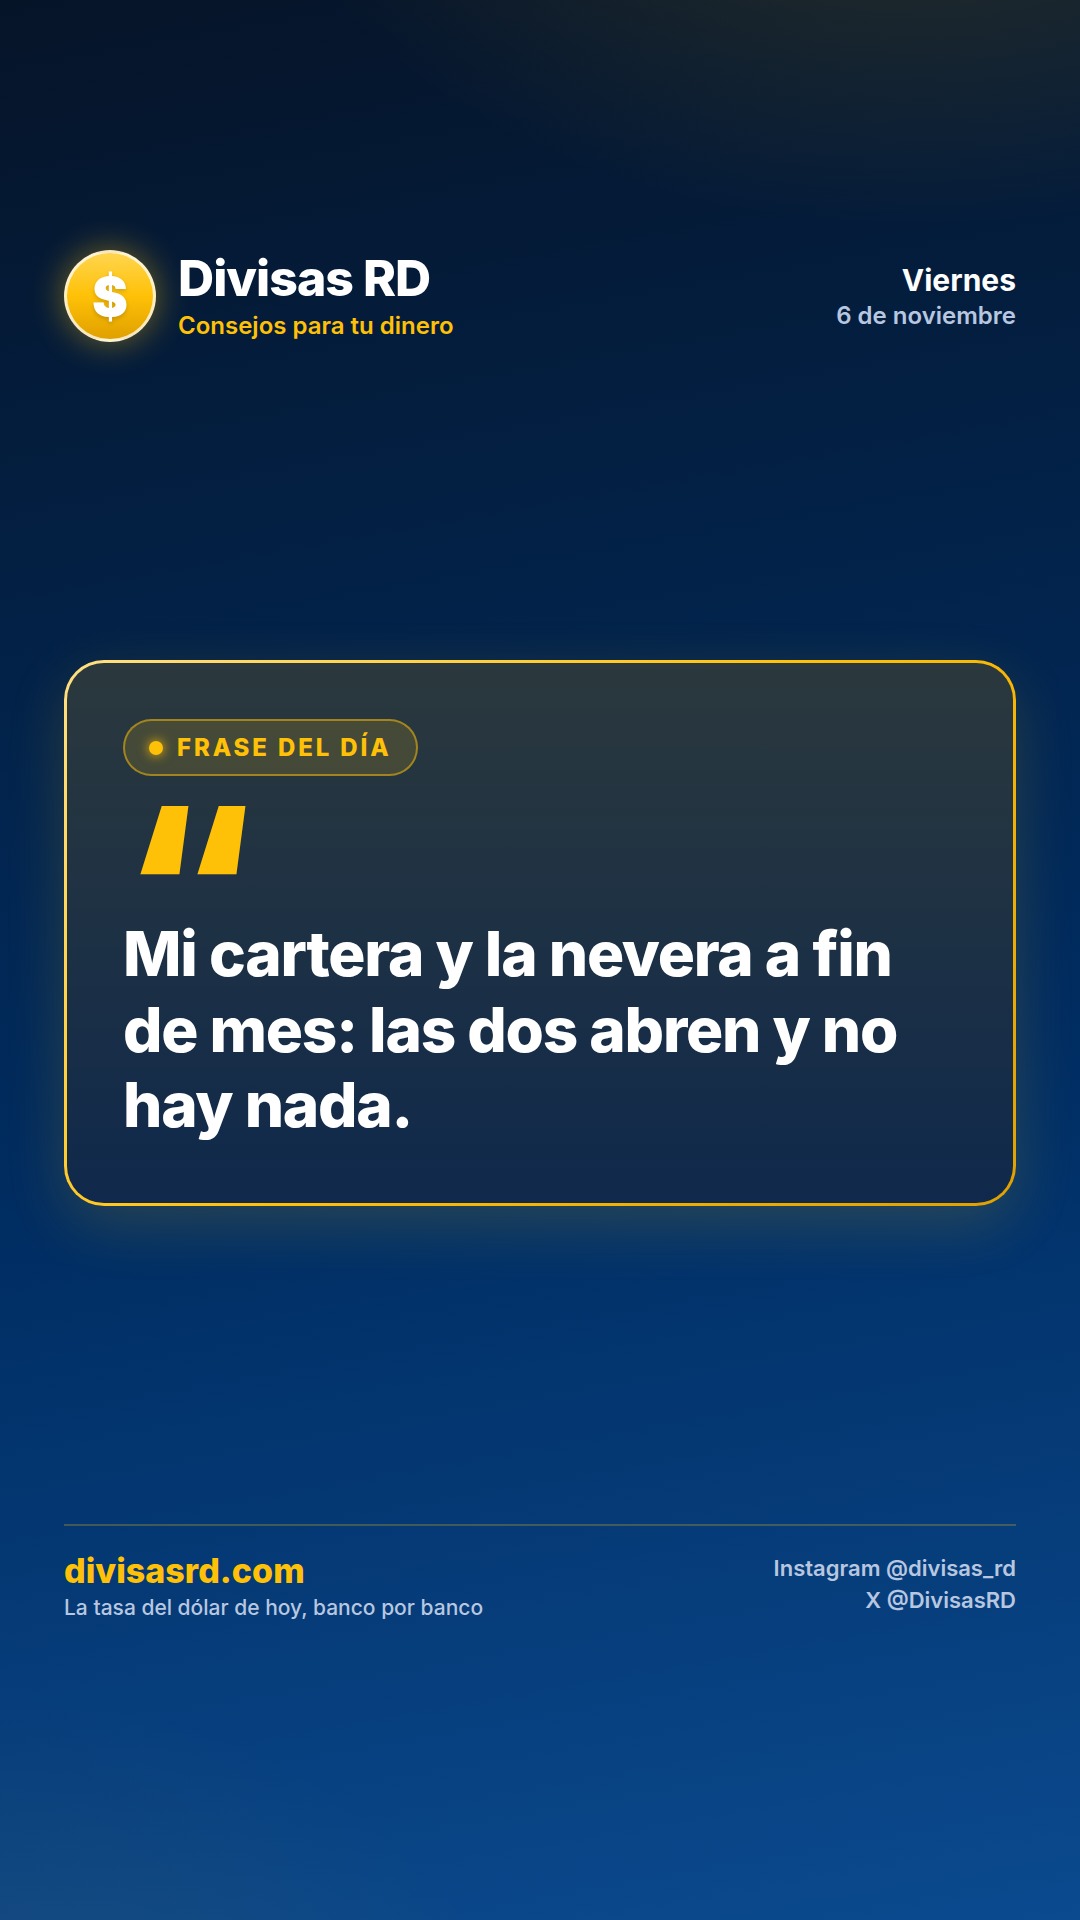 $
Divisas RD
Consejos para tu dinero
Viernes
6 de noviembre
FRASE DEL DÍA
“
Mi cartera y la nevera a fin
de mes: las dos abren y no
hay nada.
divisasrd.com
La tasa del dólar de hoy, banco por banco
Instagram @divisas_rd
X @DivisasRD